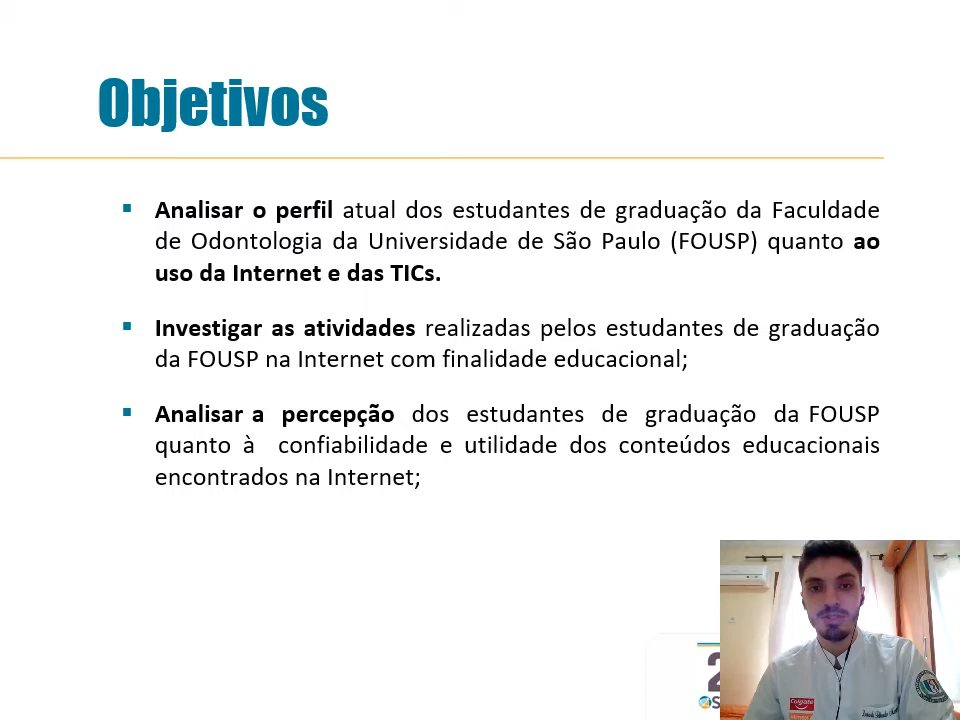 Objetivos
Analisar o perfil atual dos estudantes de graduação da Faculdade
de Odontologia da Universidade de São Paulo (FOUSP) quanto ao
uso da Internet e das TICs.
Investigar as atividades realizadas pelos estudantes de graduação
da FOUSP na Internet com finalidade educacional;
Analisar a percepção dos estudantes de graduação da FOUSP
quanto à confiabilidade e utilidade dos conteúdos educacionais
encontrados na Internet;
Colgate